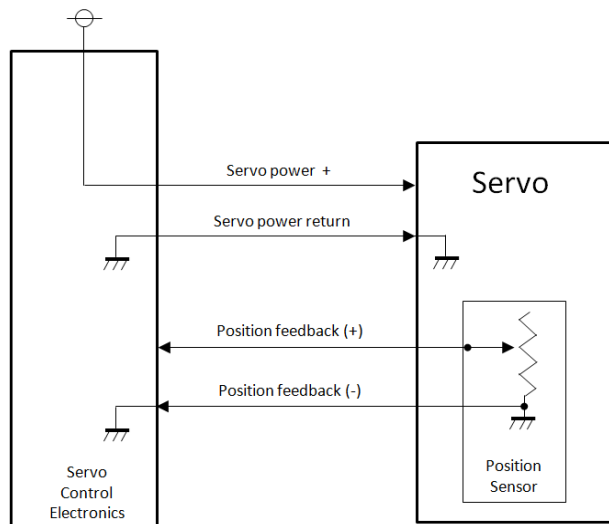 Servo power +
Servo
Servo power return
Position feedback (+)
Position feedback (-)
Servo
Control
Electronics
Position
Sensor